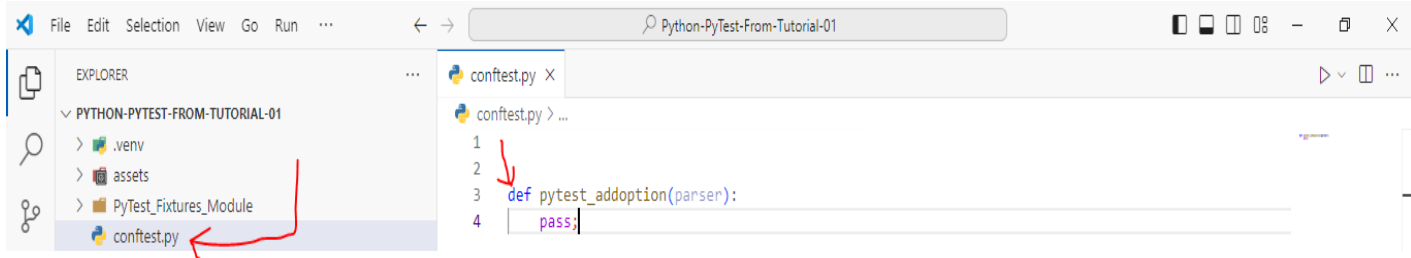 File Edit Selection View Go Run ··· ← → Python-PyTest-From-Tutorial-01
EXPLORER ···
conftest.py ×
PYTHON-PYTEST-FROM-TUTORIAL-01
conftest.py > ...
> .venv
> assets
> PyTest_Fixtures_Module
conftest.py
1
2
3 def pytest_addoption(parser):
4 pass;